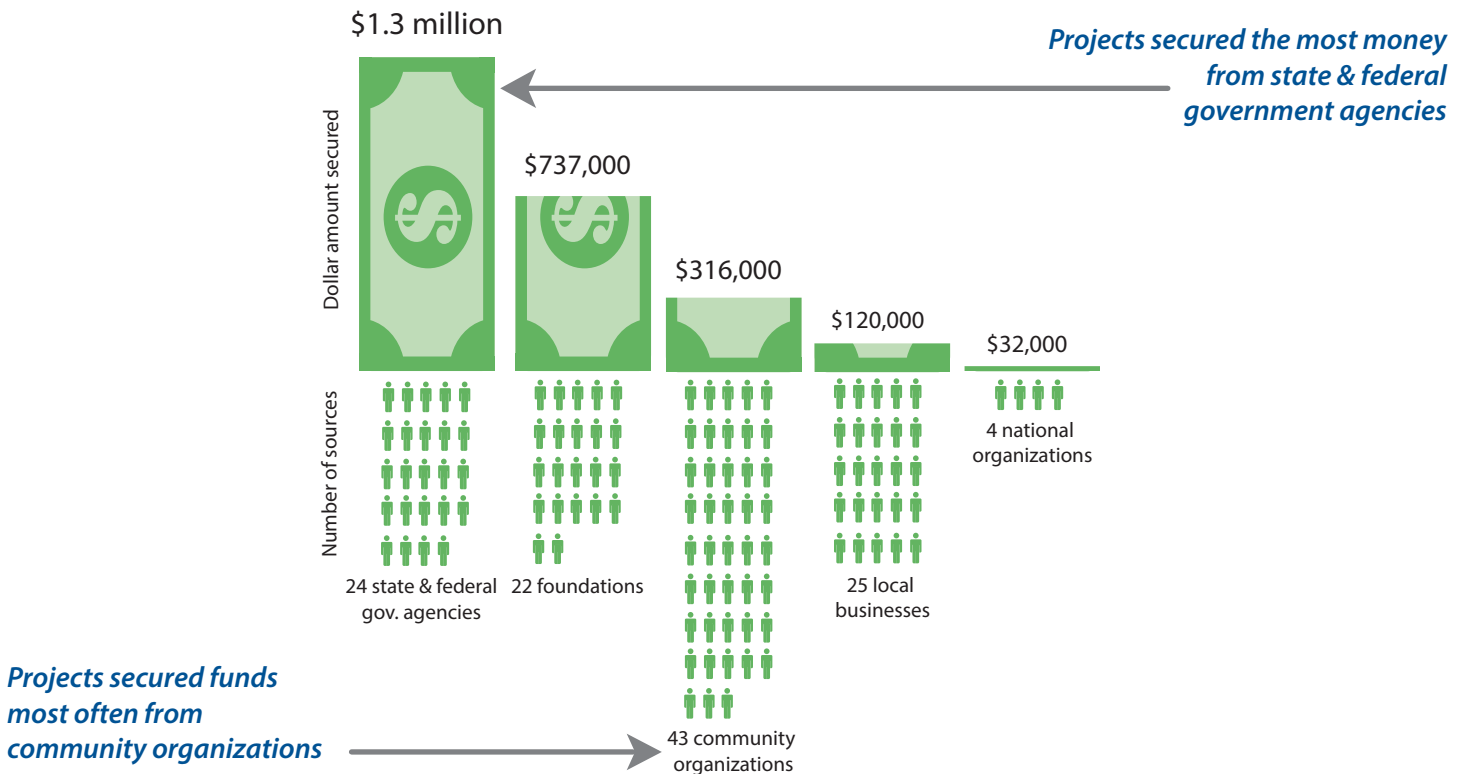 $1.3 million
Projects secured the most money
from state & federal
government agencies
Dollar amount secured
$737,000
$316,000
$120,000
$32,000
Number of sources
4 national
organizations
24 state & federal
gov. agencies
22 foundations
25 local
businesses
Projects secured funds
most often from
community organizations
43 community
organizations